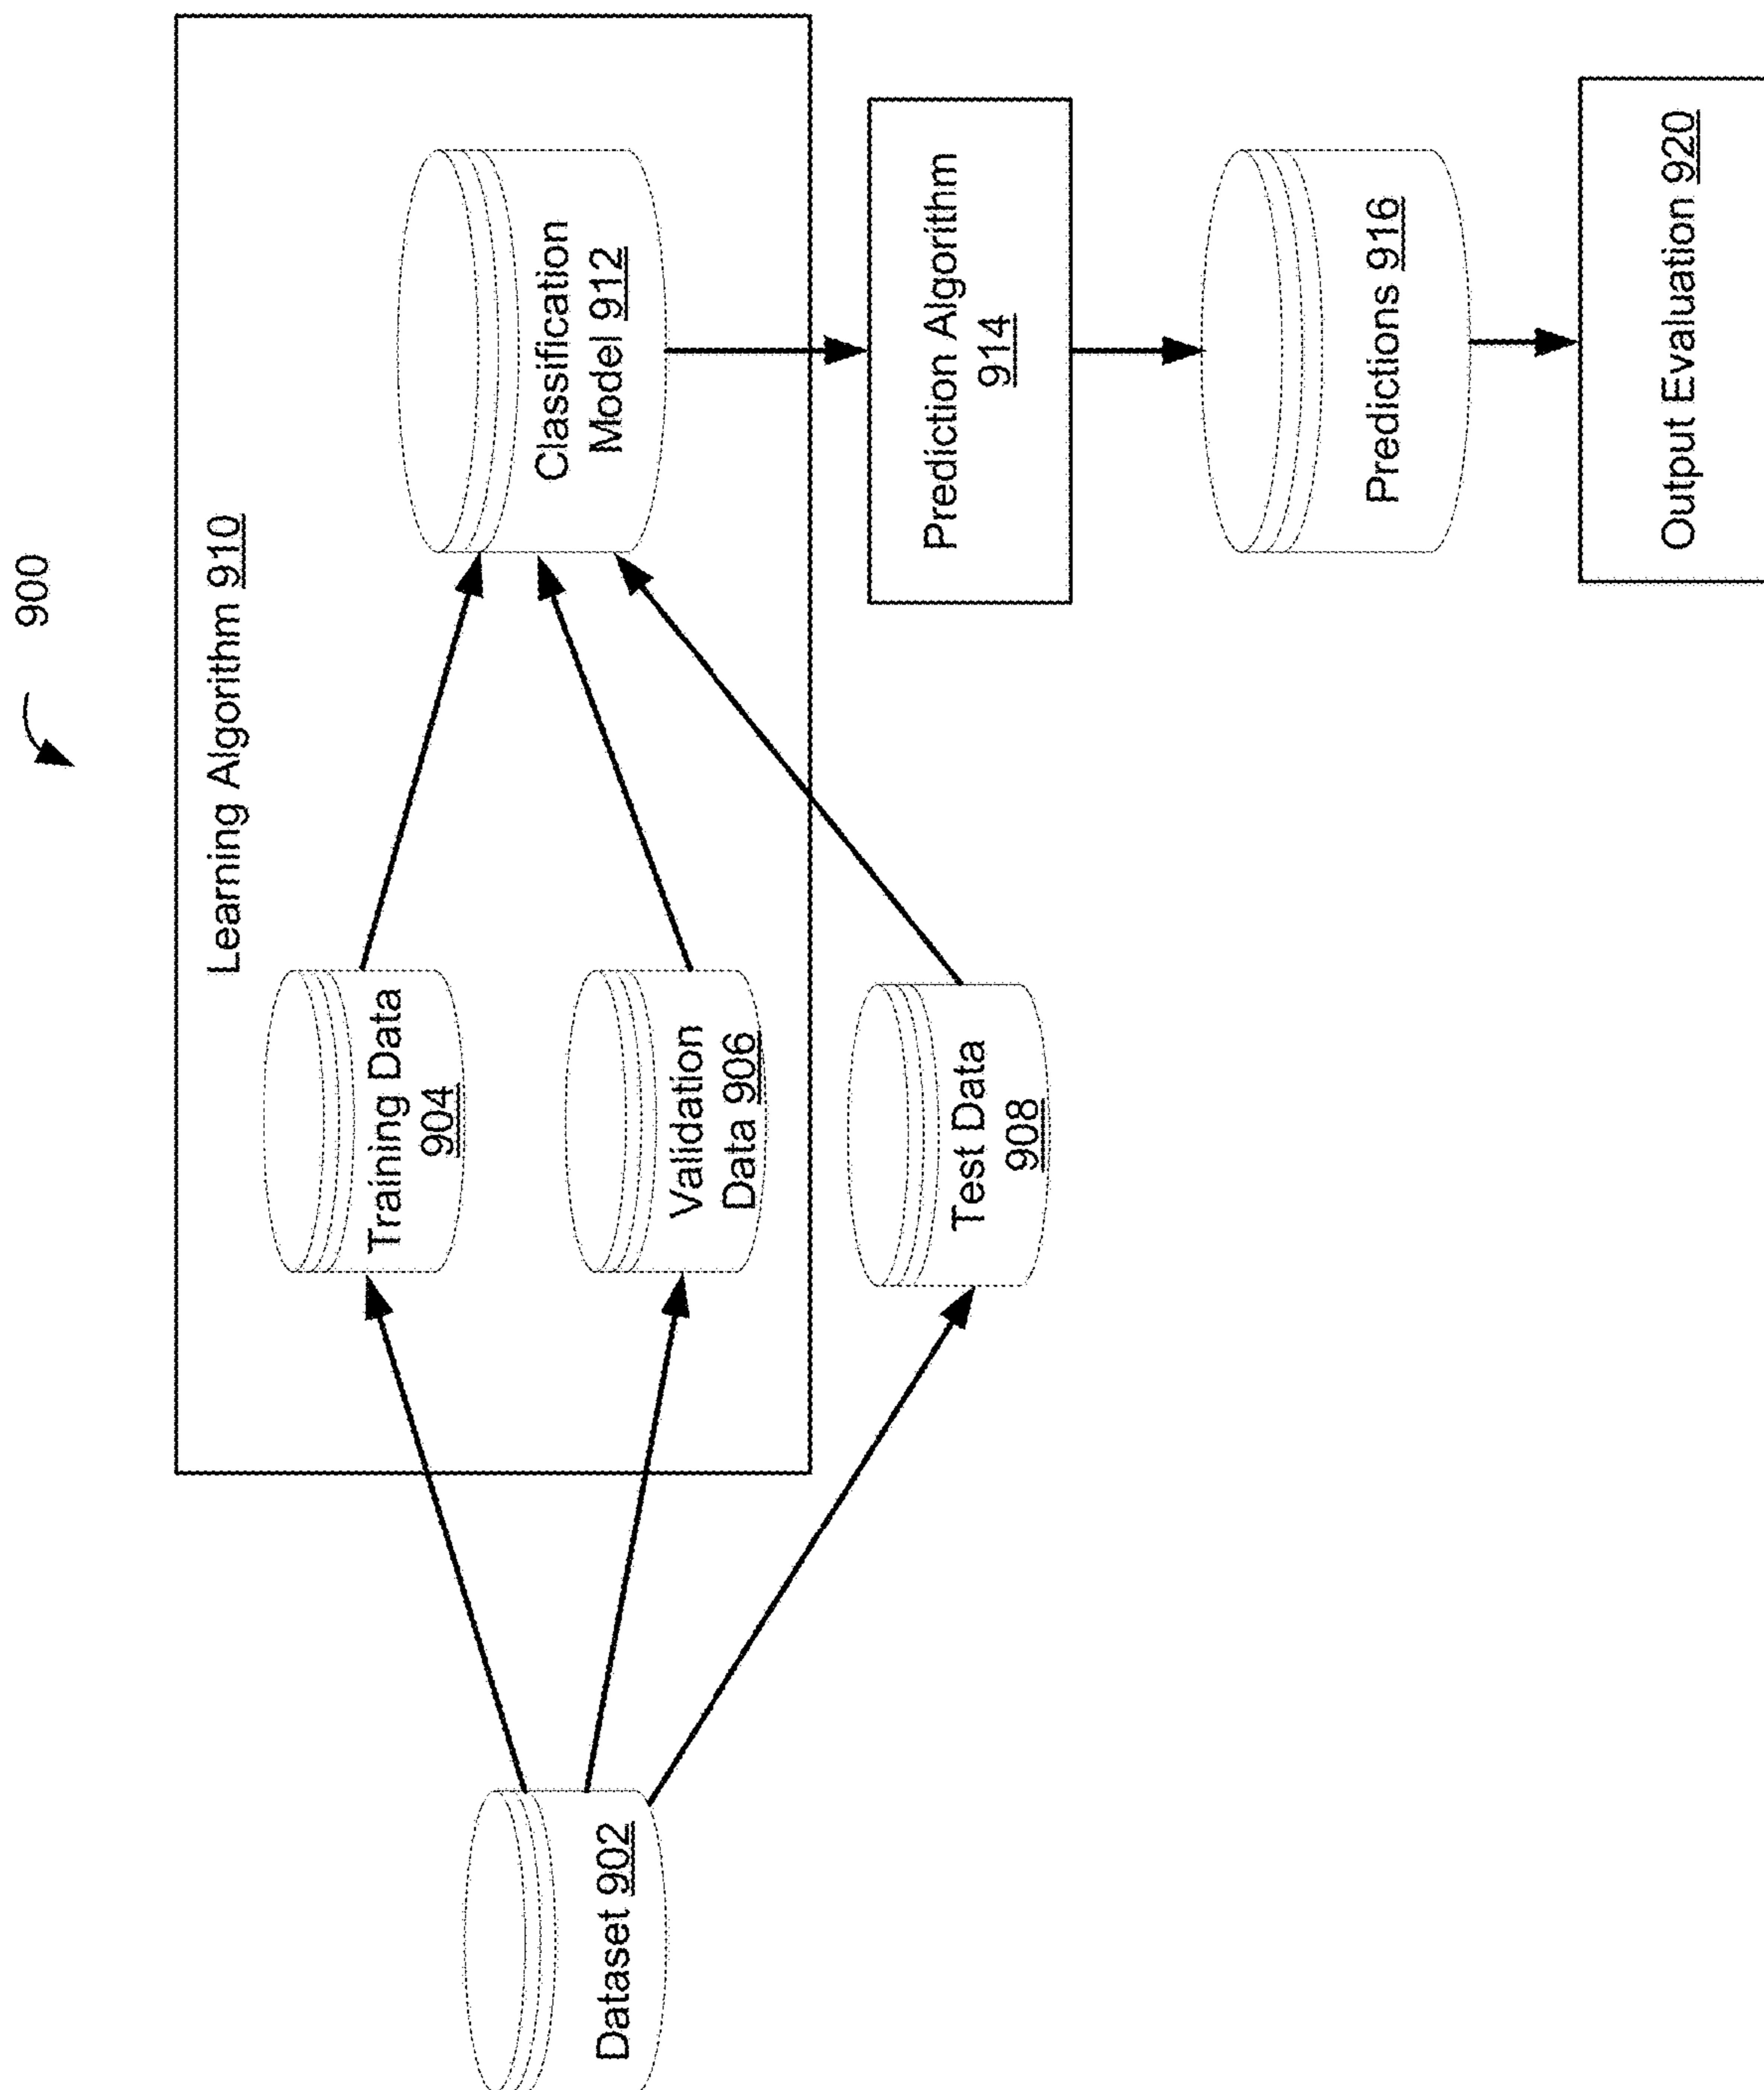 900
Learning Algorithm 910
Dataset 902
Training Data
904
Validation
Data 906
Test Data
908
Classification
Model 912
Prediction Algorithm
914
Predictions 916
Output Evaluation 920